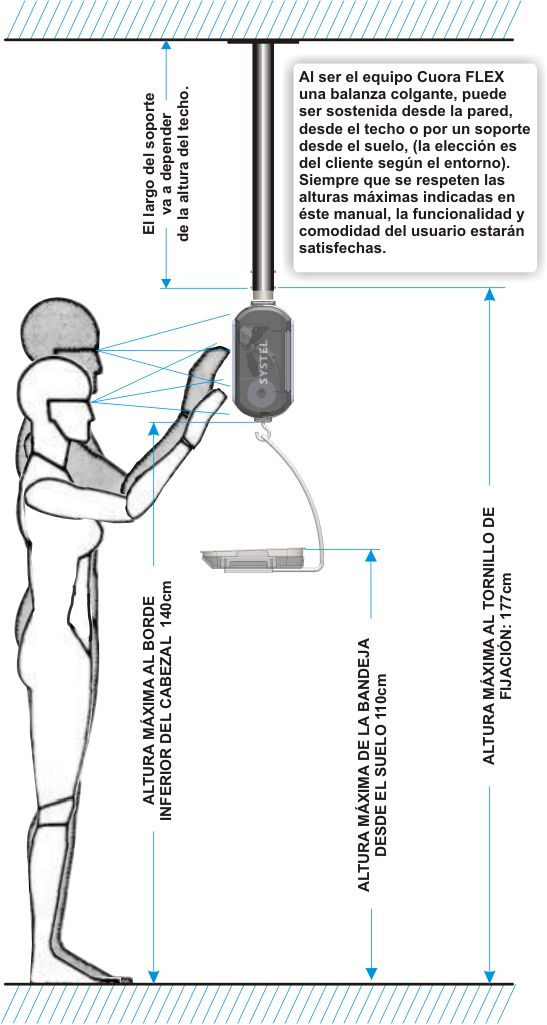 El largo del soporte
va a depender
de la altura del techo.
Al ser el equipo Cuora FLEX
una balanza colgante, puede
ser sostenida desde la pared,
desde el techo o por un soporte
desde el suelo, (la elección es
del cliente según el entorno).
Siempre que se respeten las
alturas máximas indicadas en
éste manual, la funcionalidad y
comodidad del usuario estarán
satisfechas.
SYSTEL
ALTURA MÁXIMA AL BORDE
INFERIOR DEL CABEZAL 140cm
ALTURA MÁXIMA DE LA BANDEJA
DESDE EL SUELO 110cm
ALTURA MÁXIMA AL TORNILLO DE
FIJACIÓN: 177cm